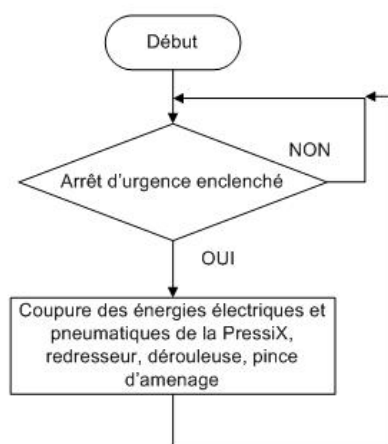 Début
NON
Arrêt d'urgence enclenché
OUI
Coupure des énergies électriques et
pneumatiques de la PressiX,
redresseur, dérouleuse, pince
d'amenage